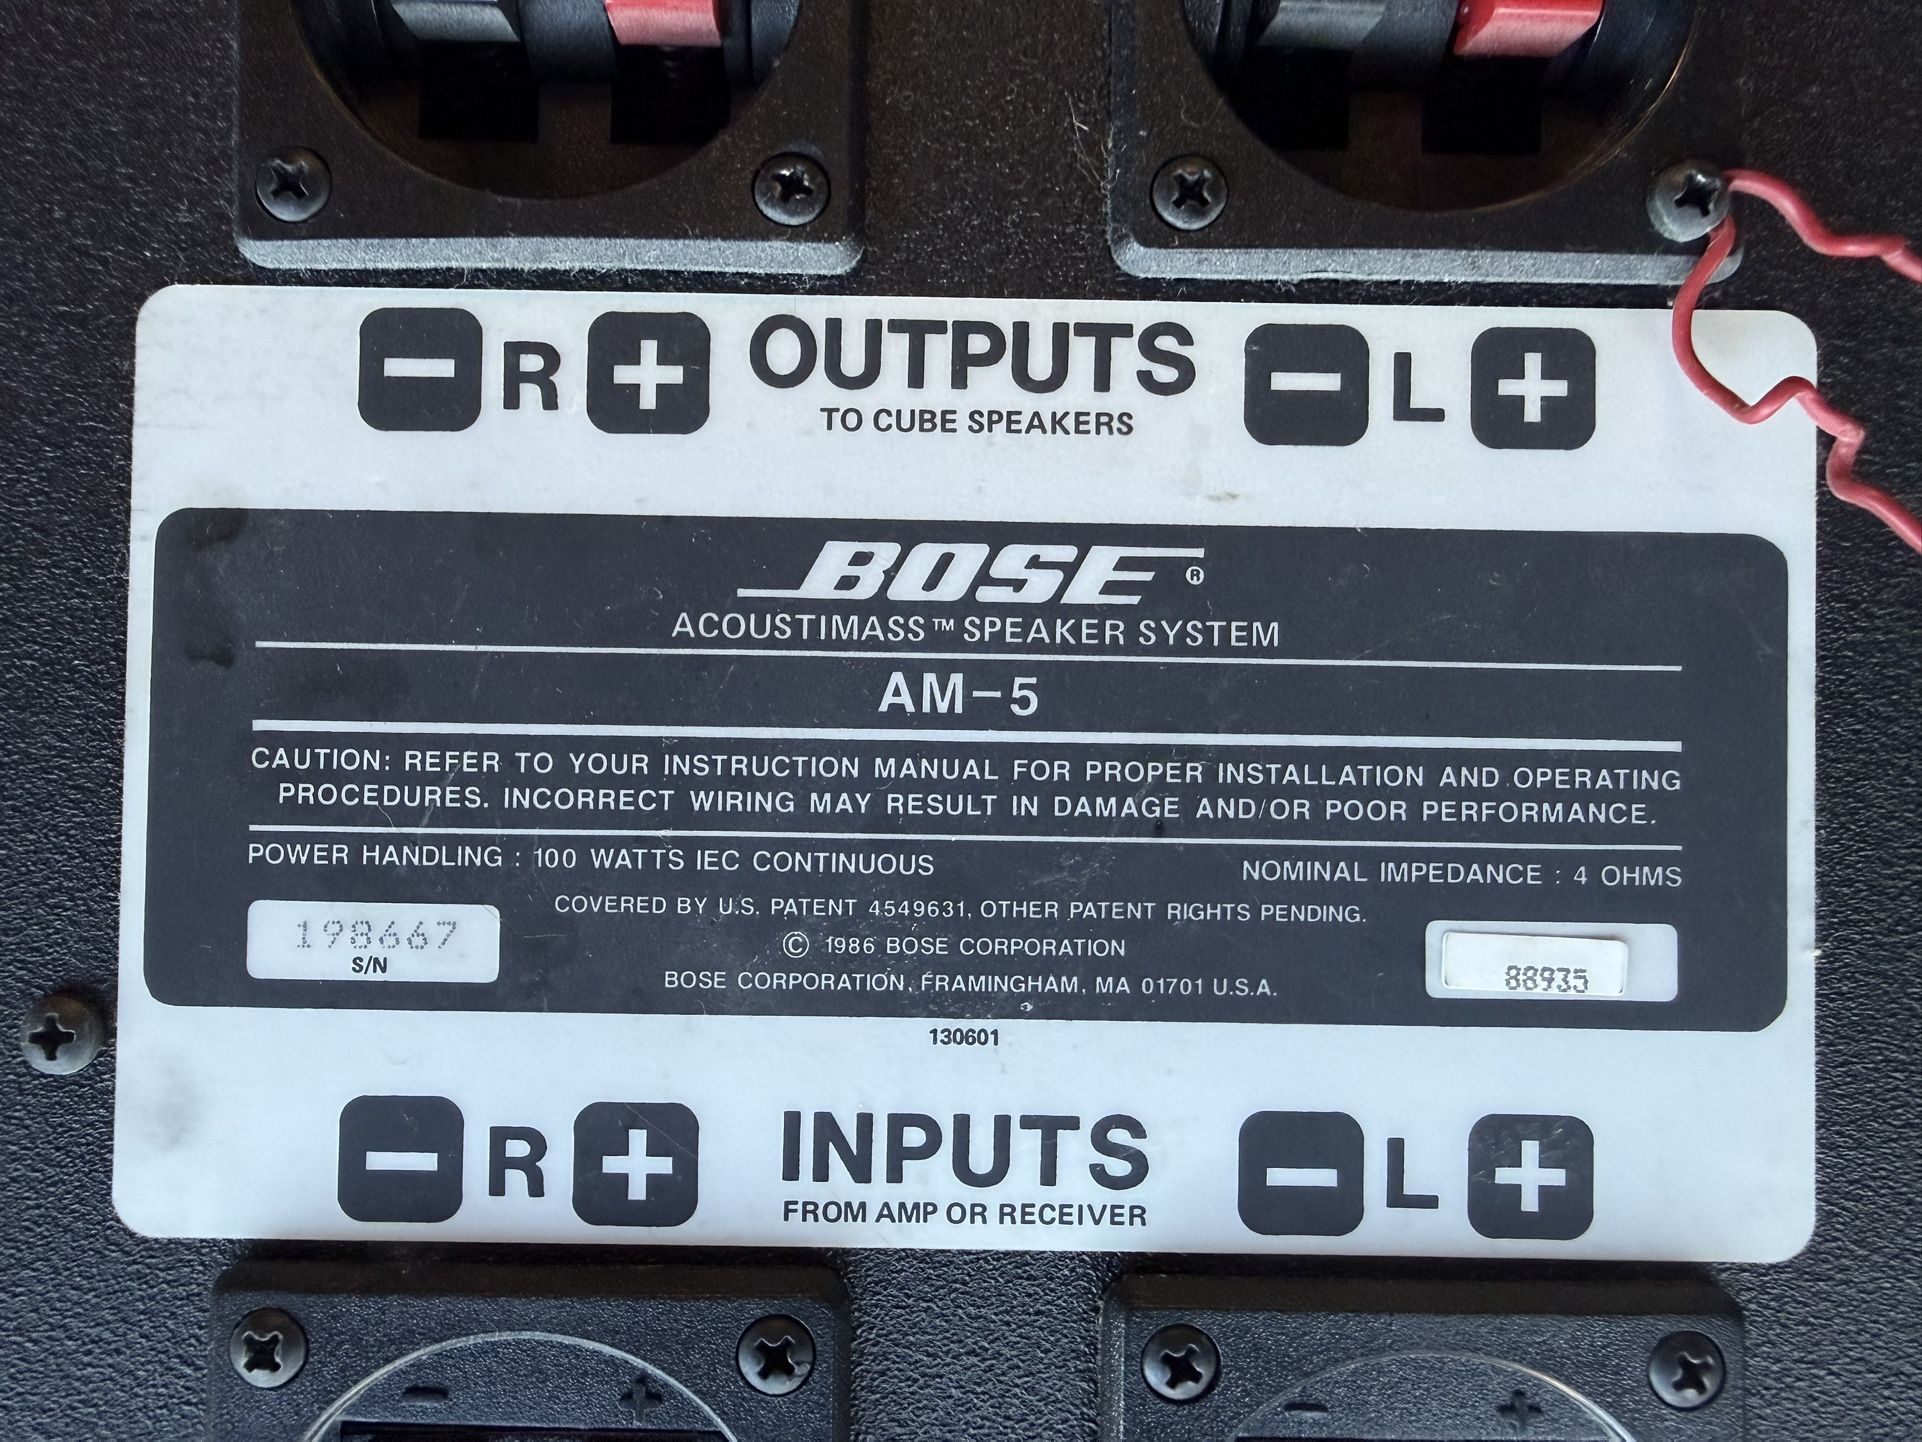 − R + OUTPUTS − L +
TO CUBE SPEAKERS
BOSE®
ACOUSTIMASS™ SPEAKER SYSTEM
AM-5
CAUTION: REFER TO YOUR INSTRUCTION MANUAL FOR PROPER INSTALLATION AND OPERATING
PROCEDURES. INCORRECT WIRING MAY RESULT IN DAMAGE AND/OR POOR PERFORMANCE.
POWER HANDLING : 100 WATTS IEC CONTINUOUS
NOMINAL IMPEDANCE : 4 OHMS
COVERED BY U.S. PATENT 4549631, OTHER PATENT RIGHTS PENDING.
198667
S/N
© 1986 BOSE CORPORATION
BOSE CORPORATION, FRAMINGHAM, MA 01701 U.S.A.
88935
130601
− R + INPUTS − L +
FROM AMP OR RECEIVER
− + − +